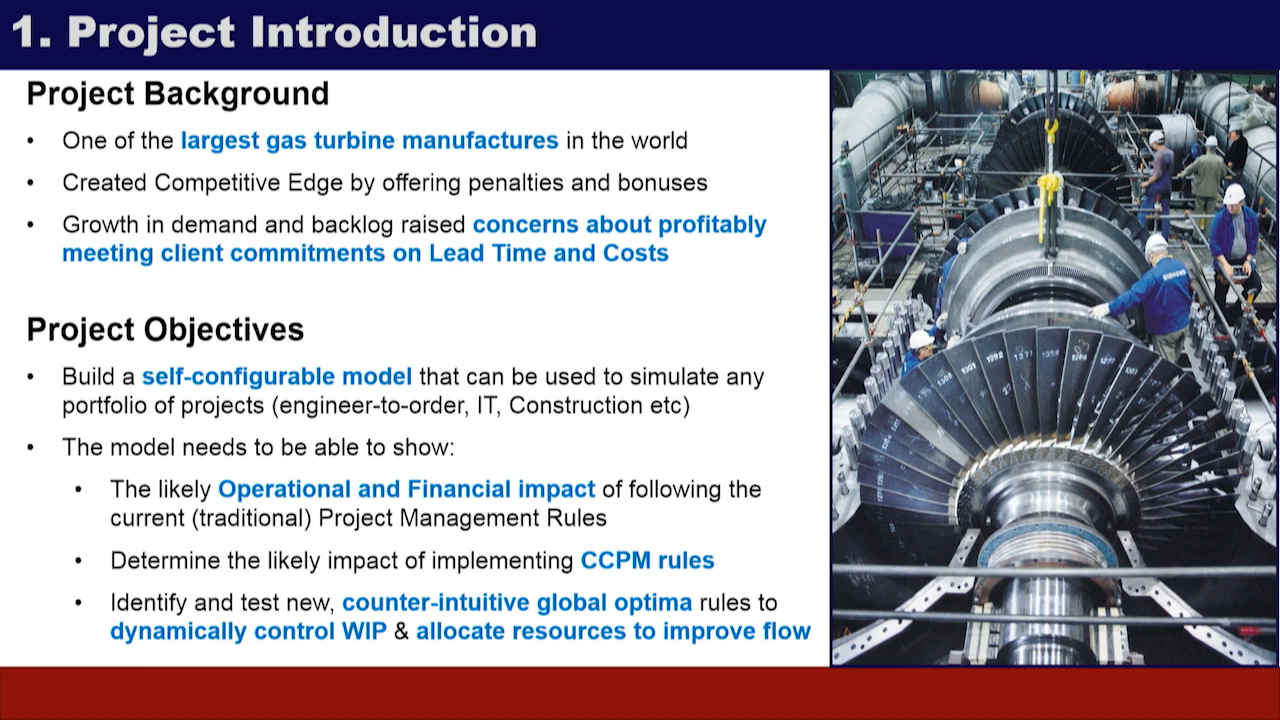 1. Project Introduction
Project Background
• One of the largest gas turbine manufactures in the world
• Created Competitive Edge by offering penalties and bonuses
• Growth in demand and backlog raised concerns about profitably
meeting client commitments on Lead Time and Costs
Project Objectives
• Build a self-configurable model that can be used to simulate any
portfolio of projects (engineer-to-order, IT, Construction etc)
• The model needs to be able to show:
• The likely Operational and Financial impact of following the
current (traditional) Project Management Rules
• Determine the likely impact of implementing CCPM rules
• Identify and test new, counter-intuitive global optima rules to
dynamically control WIP & allocate resources to improve flow
SIEMENS